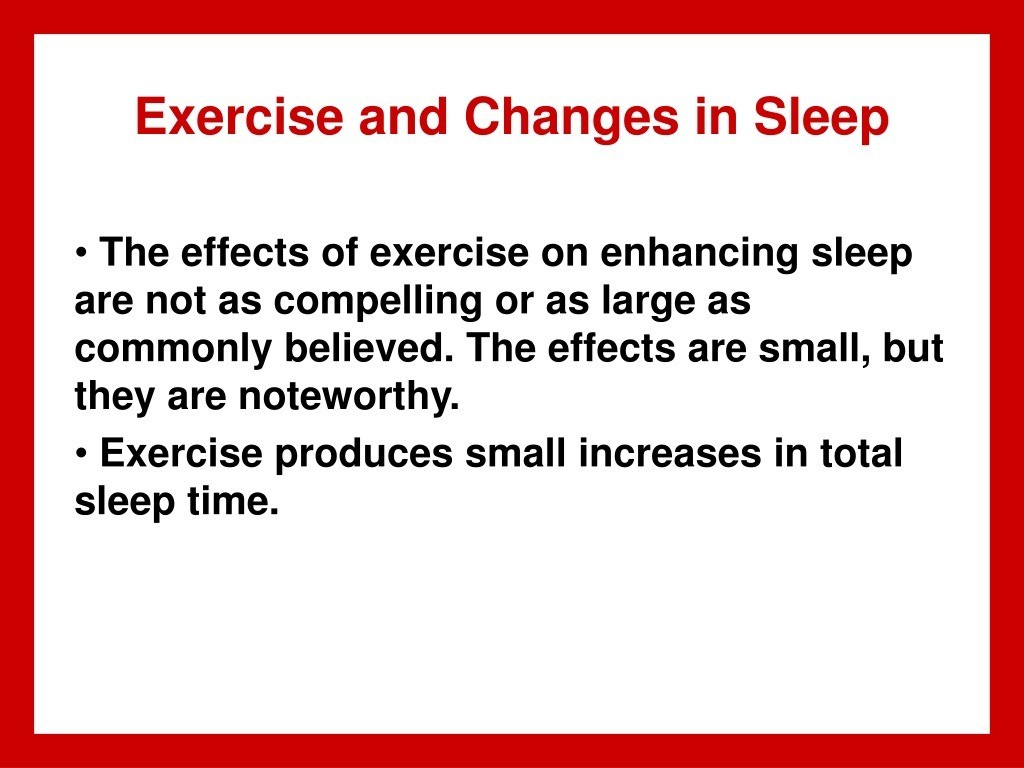 Exercise and Changes in Sleep
• The effects of exercise on enhancing sleep
are not as compelling or as large as
commonly believed. The effects are small, but
they are noteworthy.
• Exercise produces small increases in total
sleep time.